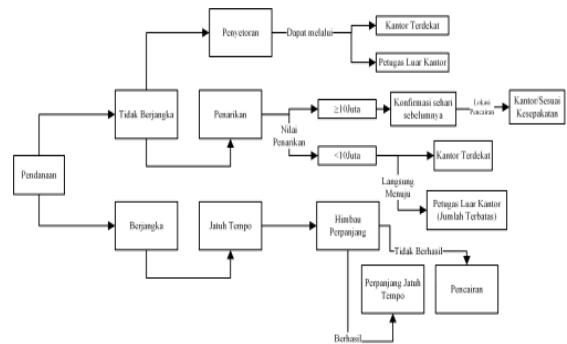 Kantor Terdekat
Penyetoran
Dapat melalui
Petugas Luar Kantor
Tidak Berjangka
Penarikan
Nilai
Penarikan
≥10Juta
Konfirmasi sehari
sebelumnya
Lokasi
Pencairan
Kantor/Sesuai
Kesepakatan
<10Juta
Kantor Terdekat
Langsung
Menuju
Petugas Luar Kantor
(Jumlah Terbatas)
Pendanaan
Berjangka
Jatuh Tempo
Himbau
Perpanjang
Tidak Berhasil
Perpanjang Jatuh
Tempo
Pencairan
Berhasil